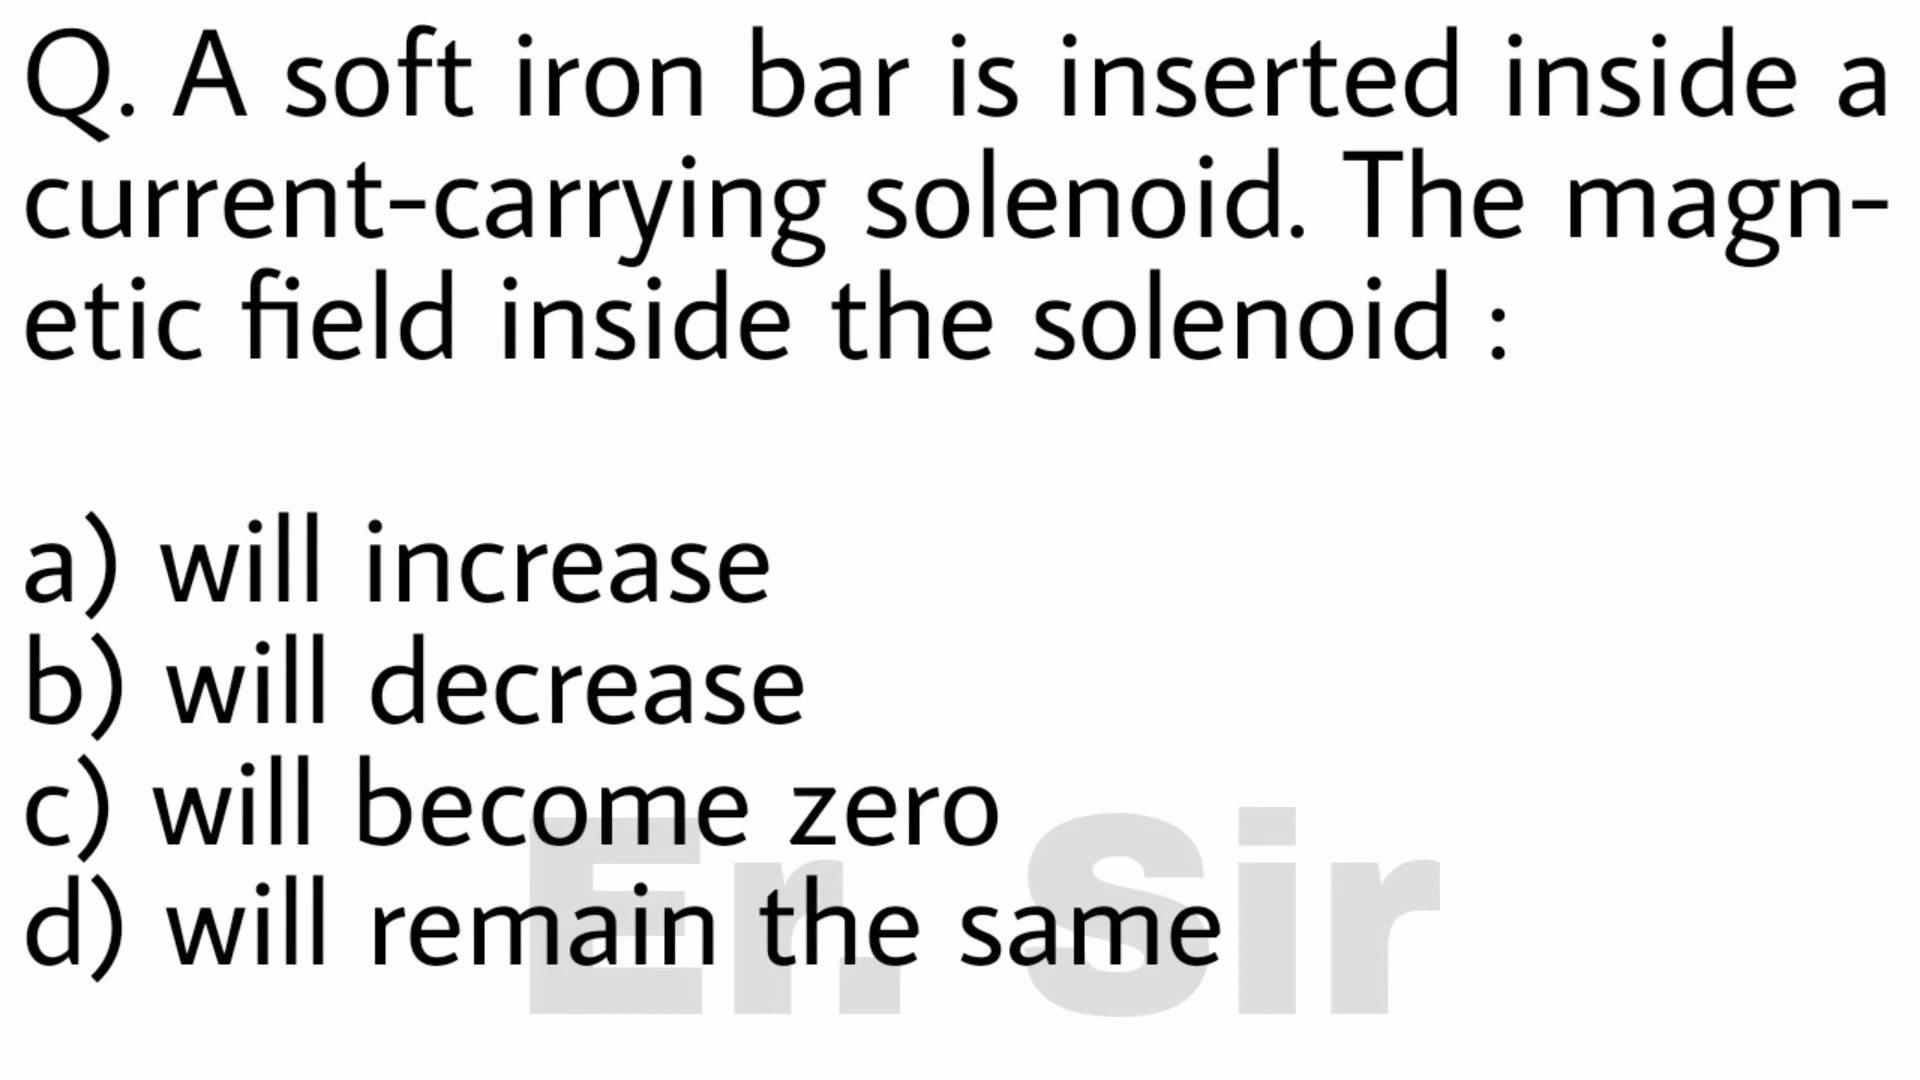 Q. A soft iron bar is inserted inside a
current-carrying solenoid. The magn-
etic field inside the solenoid :
a) will increase
b) will decrease
c) will become zero
d) will remain the same
Er. Sir